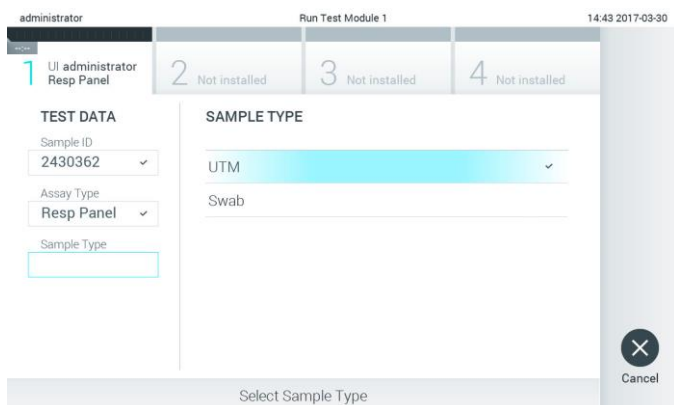 administrator
Run Test Module 1
14:43 2017-03-30
1 UI administrator
Resp Panel
2 Not installed
3 Not installed
4 Not installed
TEST DATA
Sample ID
2430362
Assay Type
Resp Panel
Sample Type
SAMPLE TYPE
UTM
Swab
Select Sample Type
Cancel